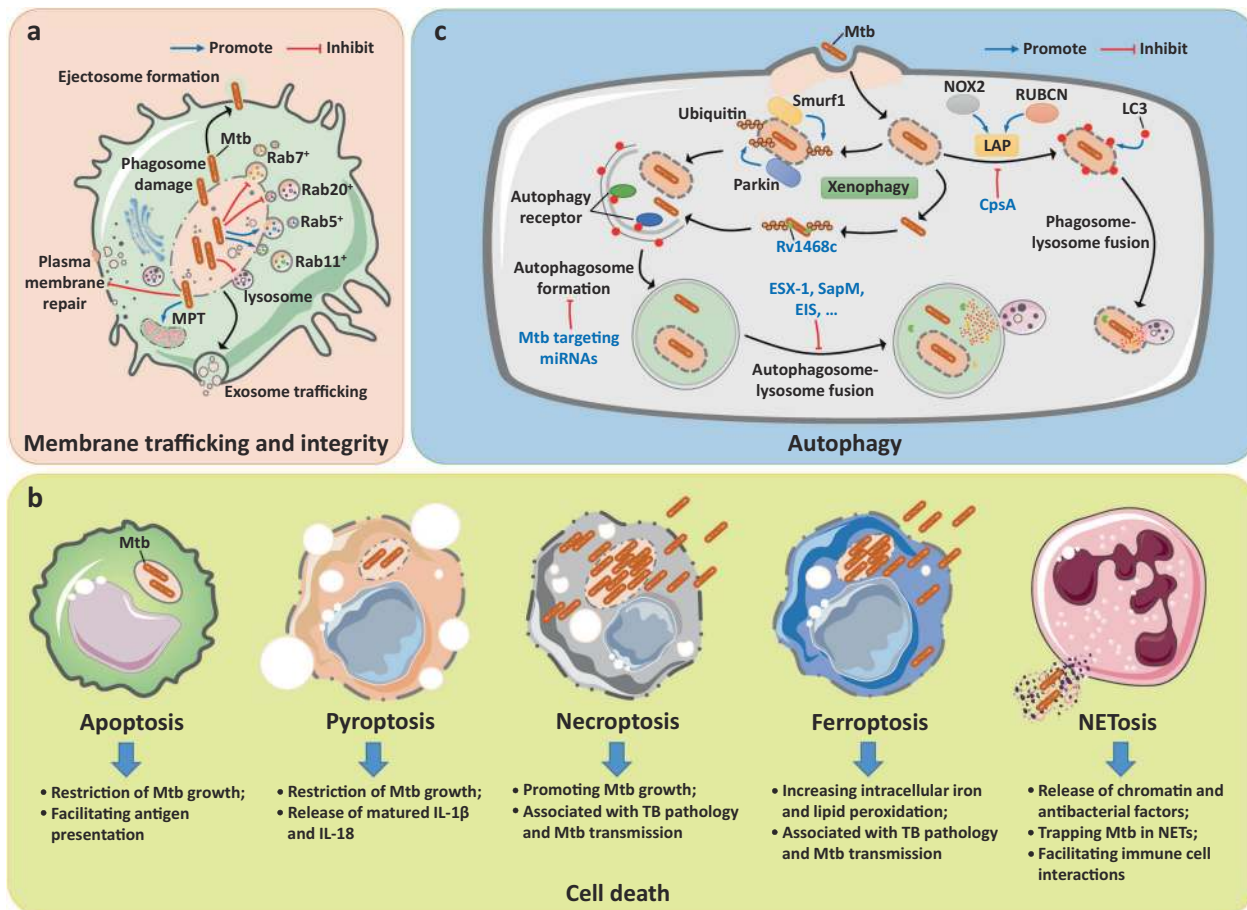 a
Promote
Inhibit
Ejectosome formation
Mtb
Phagosome
damage
Rab7⁺
Rab20⁺
Rab5⁺
Rab11⁺
Plasma
membrane
repair
lysosome
MPT
Exosome trafficking
Membrane trafficking and integrity
c
Mtb
Promote
Inhibit
Ubiquitin
Smurf1
NOX2
RUBCN
LC3
LAP
Parkin
Xenophagy
CpsA
Autophagy
receptor
Rv1468c
Phagosome-
lysosome fusion
Autophagosome
formation
ESX-1, SapM,
EIS, ...
Mtb targeting
miRNAs
Autophagosome-
lysosome fusion
Autophagy
b
Mtb
Apoptosis
• Restriction of Mtb growth;
• Facilitating antigen
presentation
Pyroptosis
• Restriction of Mtb growth;
• Release of matured IL-1β
and IL-18
Necroptosis
• Promoting Mtb growth;
• Associated with TB pathology
and Mtb transmission
Ferroptosis
• Increasing intracellular iron
and lipid peroxidation;
• Associated with TB pathology
and Mtb transmission
NETosis
• Release of chromatin and
antibacterial factors;
• Trapping Mtb in NETs;
• Facilitating immune cell
interactions
Cell death